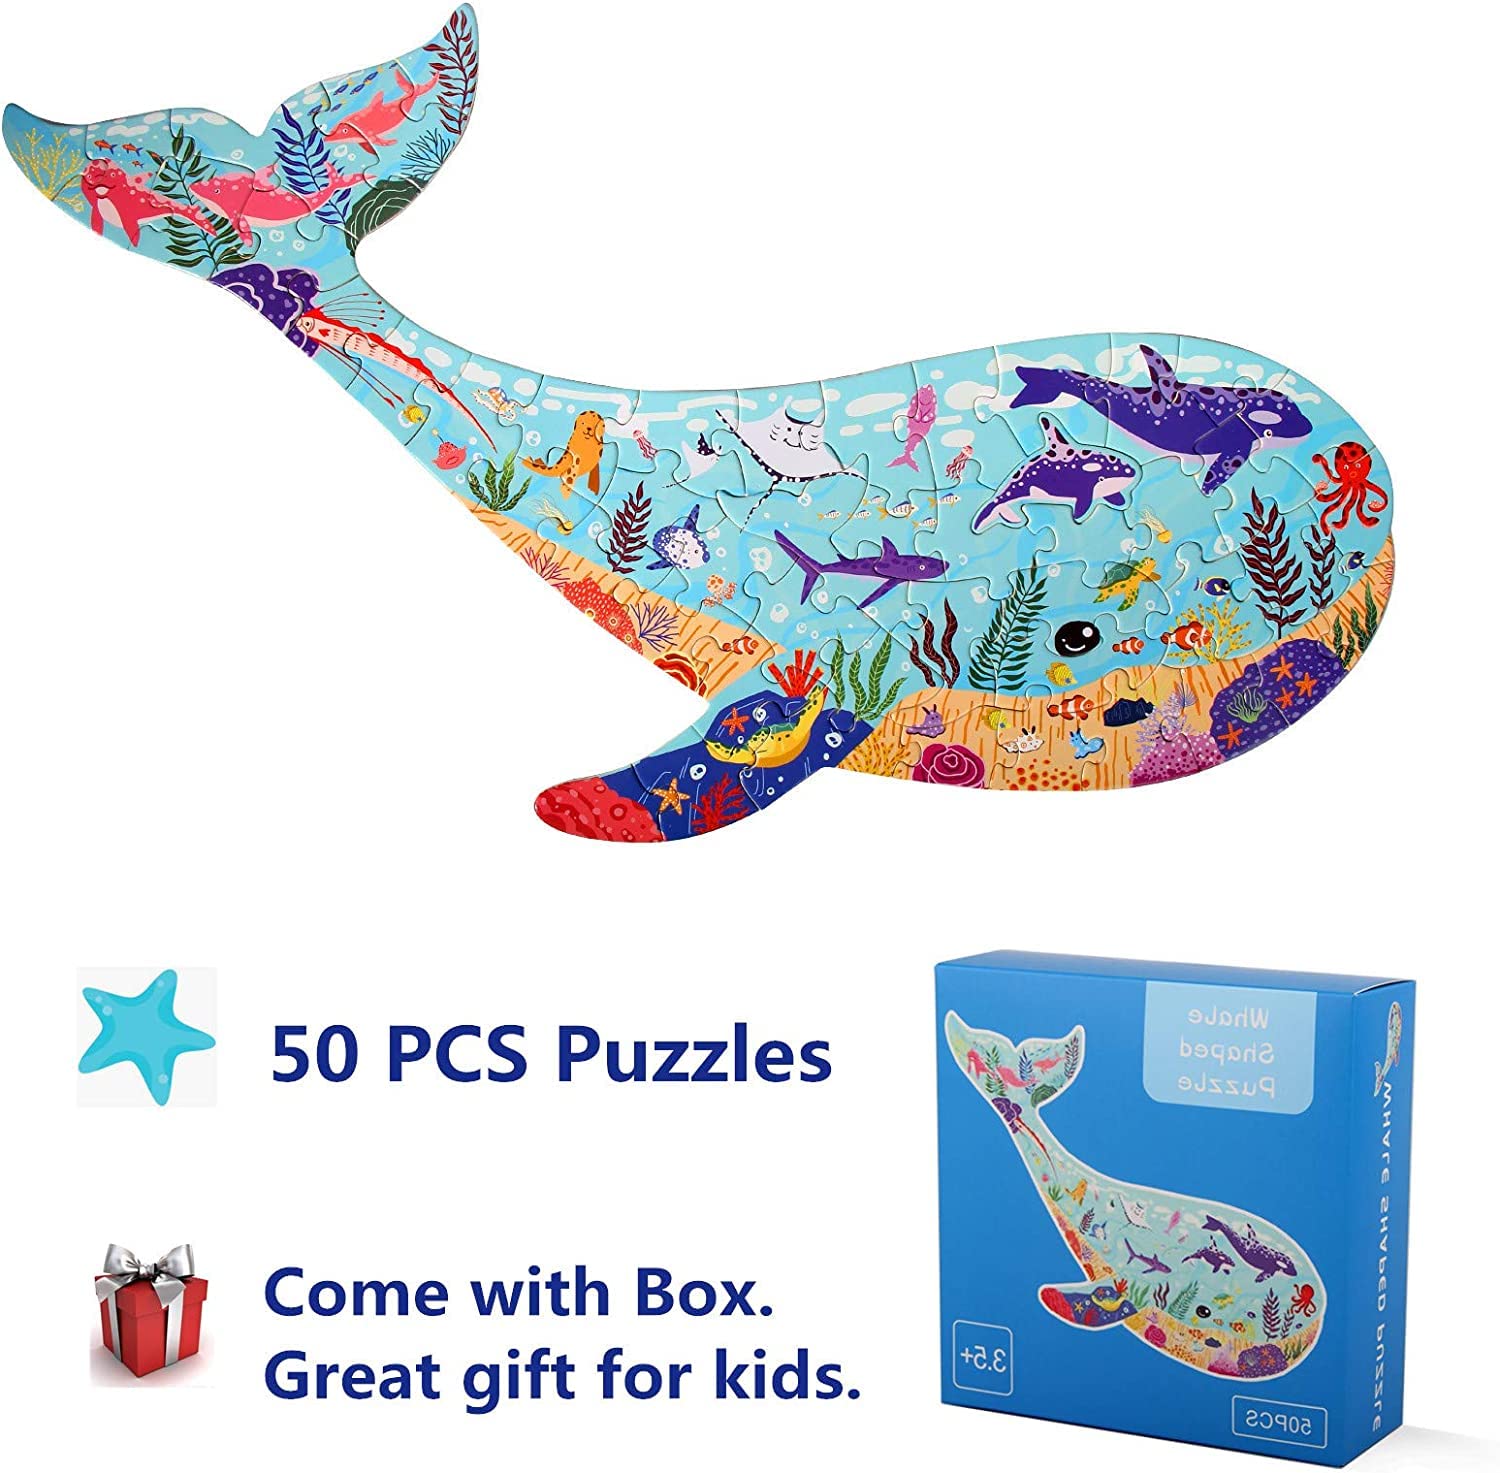 50 PCS Puzzles
Come with Box.
Great gift for kids.
Whale
Shaped
Puzzle
WHALE SHAPED PUZZLE
3.5+
50PCS